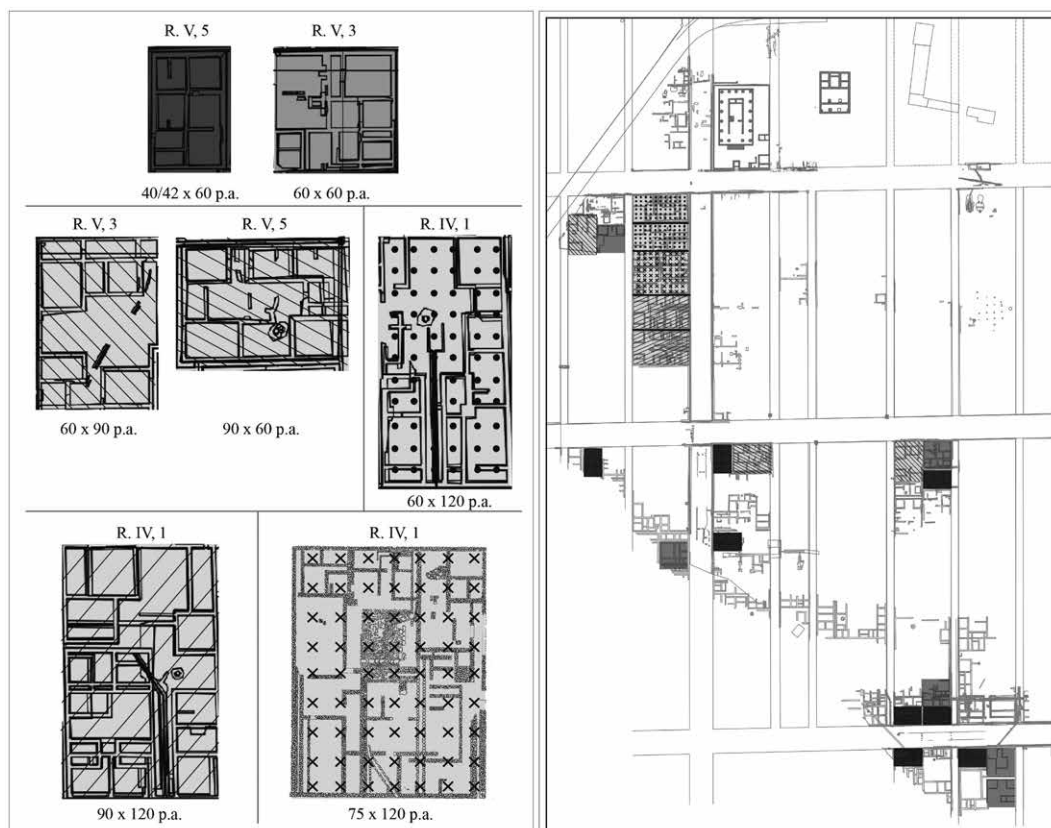 R. V, 5
R. V, 3
40/42 x 60 p.a.
60 x 60 p.a.
R. V, 3
R. V, 5
R. IV, 1
60 x 90 p.a.
90 x 60 p.a.
60 x 120 p.a.
R. IV, 1
R. IV, 1
90 x 120 p.a.
75 x 120 p.a.